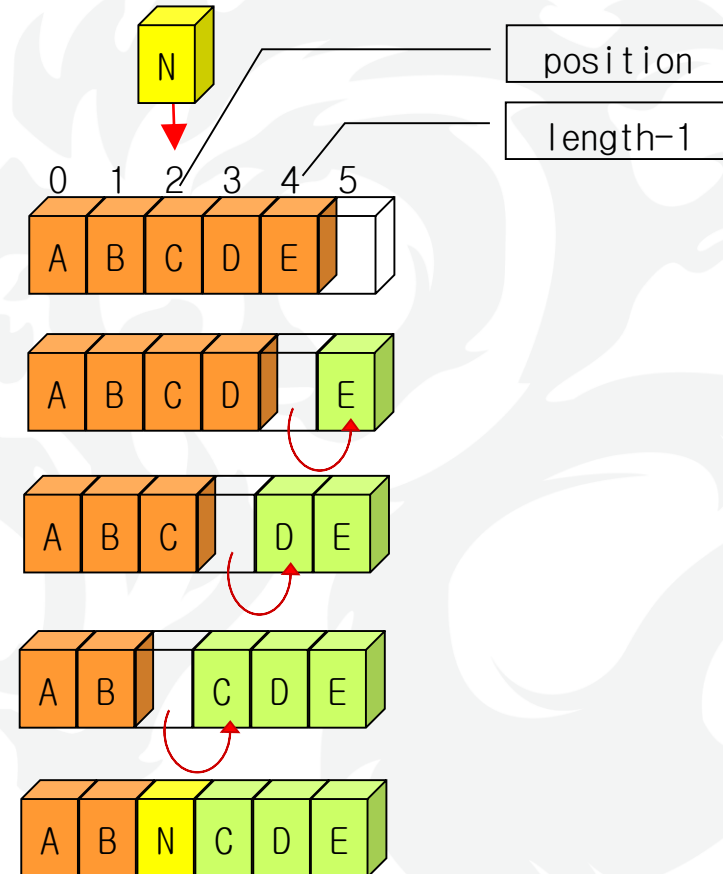 N
position
length-1
0 1 2 3 4 5
A B C D E
A B C D E
A B C D E
A B C D E
A B N C D E